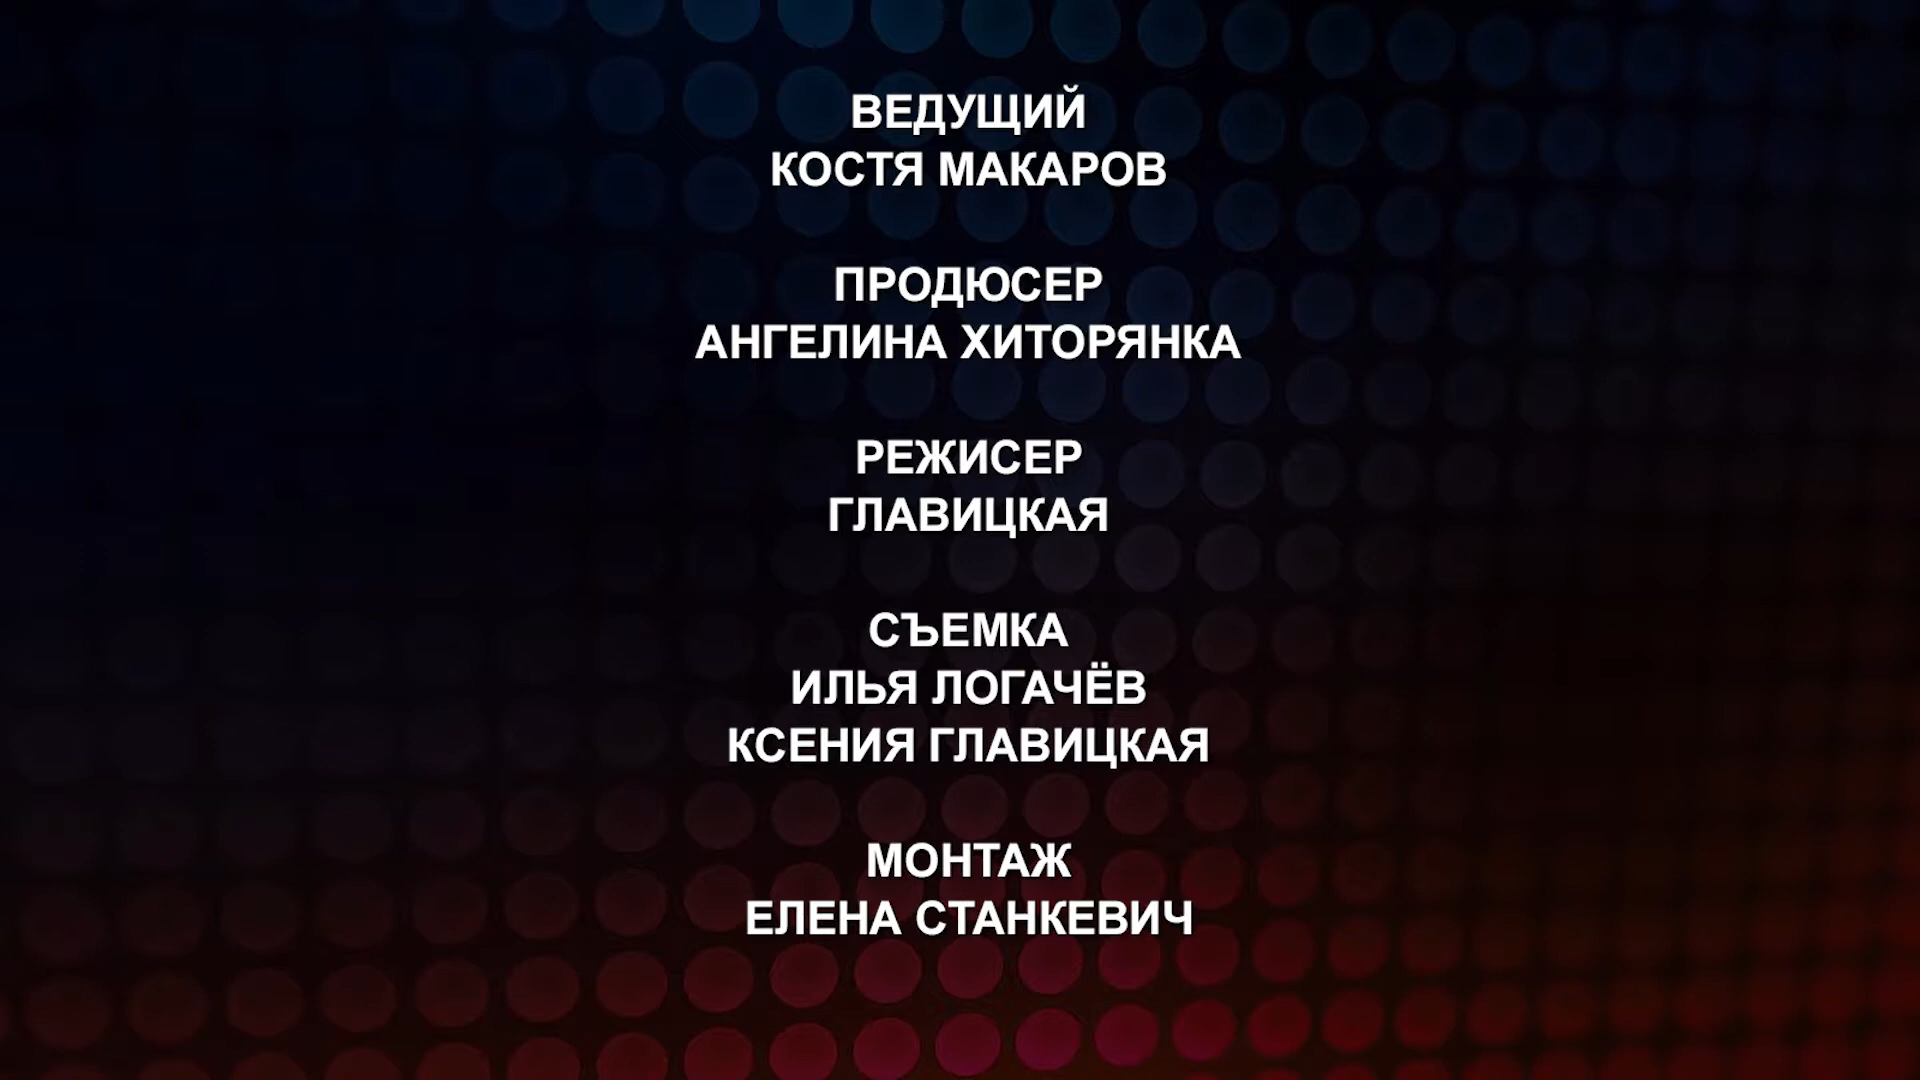 ВЕДУЩИЙ
КОСТЯ МАКАРОВ
ПРОДЮСЕР
АНГЕЛИНА ХИТОРЯНКА
РЕЖИСЕР
ГЛАВИЦКАЯ
СЪЕМКА
ИЛЬЯ ЛОГАЧЁВ
КСЕНИЯ ГЛАВИЦКАЯ
МОНТАЖ
ЕЛЕНА СТАНКЕВИЧ